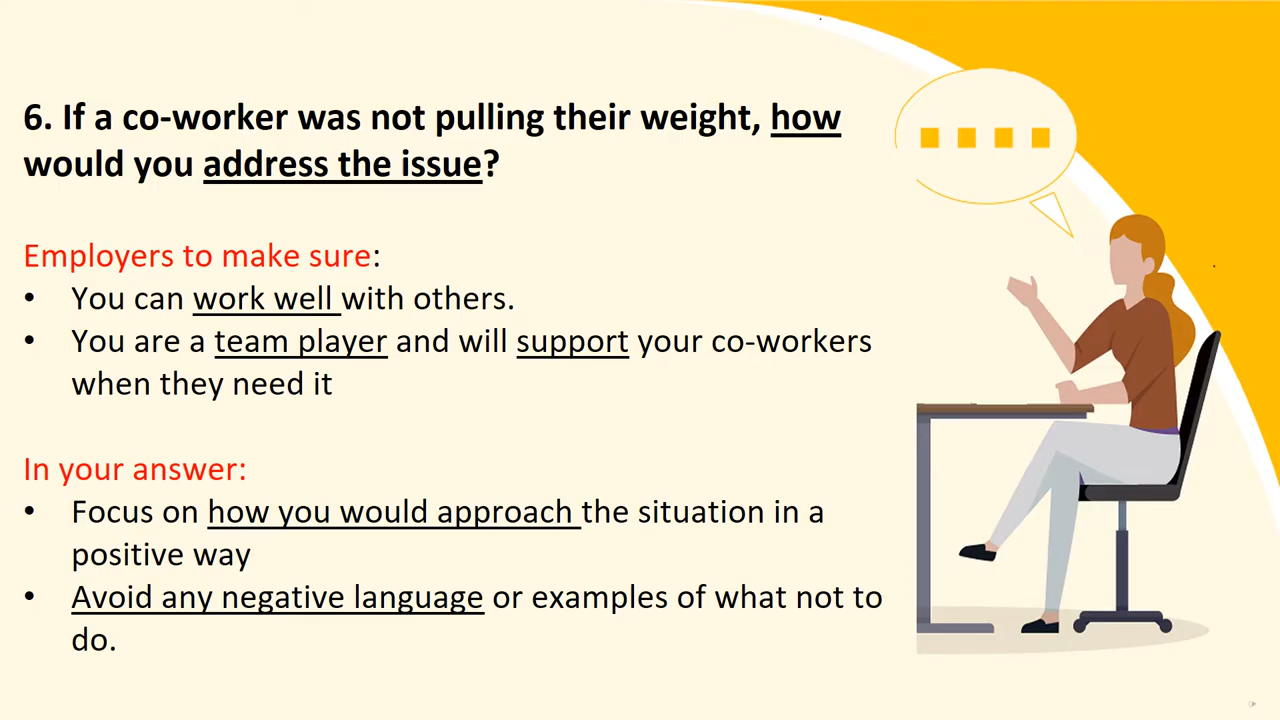 6. If a co-worker was not pulling their weight, how
would you address the issue?
Employers to make sure:
• You can work well with others.
• You are a team player and will support your co-workers
when they need it
In your answer:
• Focus on how you would approach the situation in a
positive way
• Avoid any negative language or examples of what not to
do.